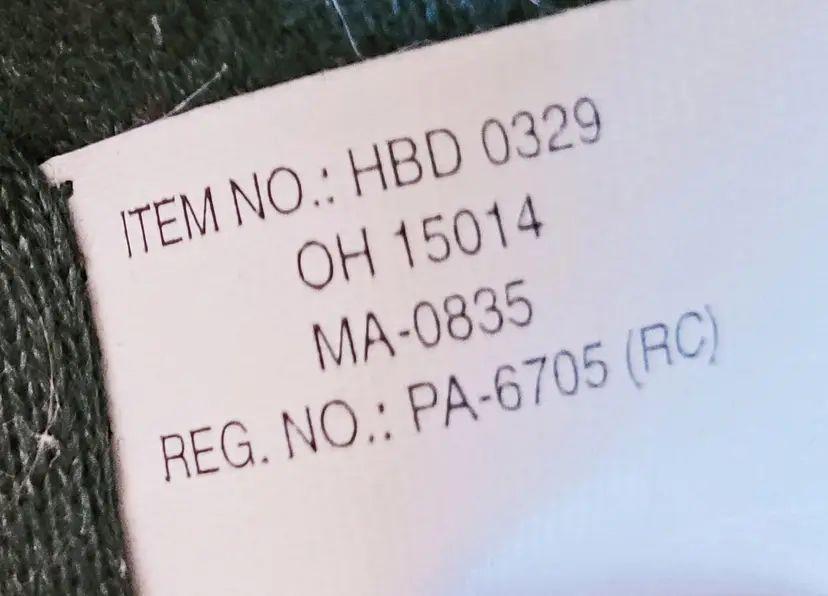 ITEM NO.: HBD 0329
OH 15014
MA-0835
REG. NO.: PA-6705 (RC)